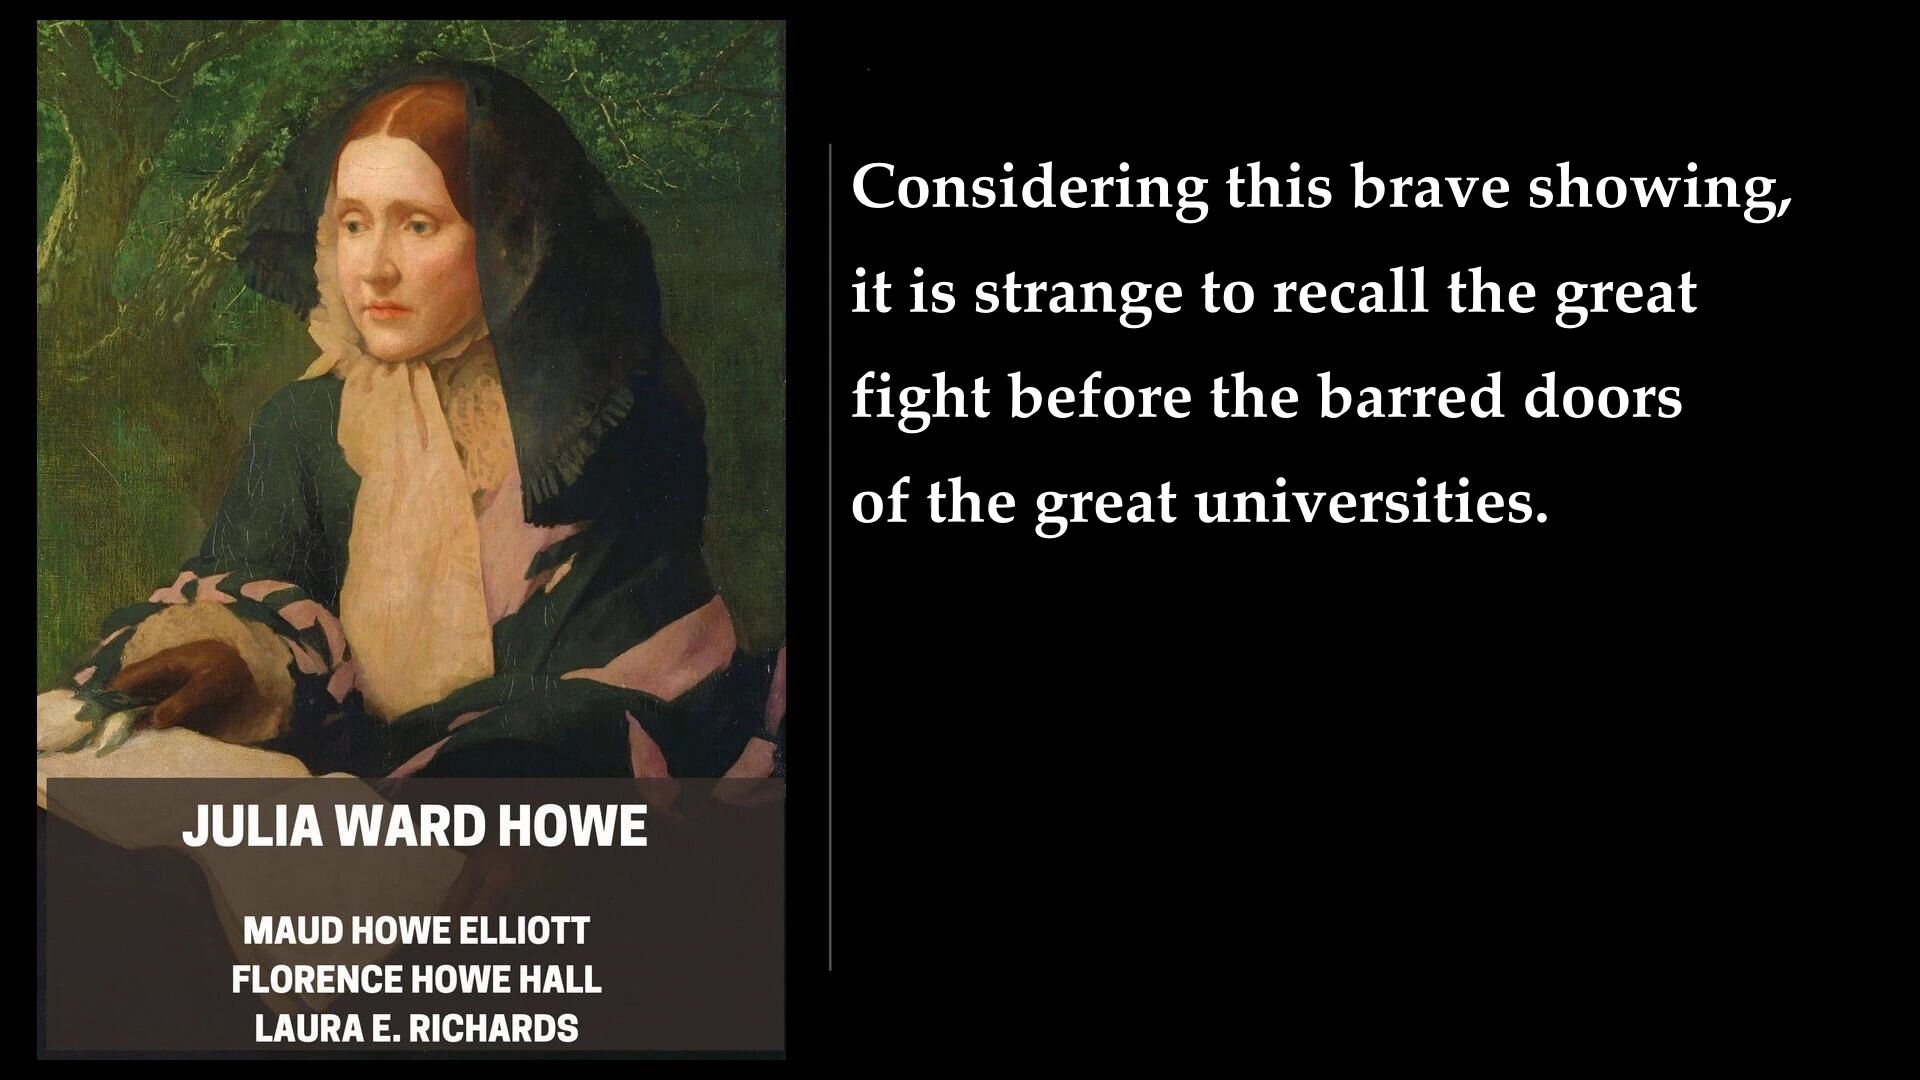 JULIA WARD HOWE
MAUD HOWE ELLIOTT
FLORENCE HOWE HALL
LAURA E. RICHARDS
Considering this brave showing,
it is strange to recall the great
fight before the barred doors
of the great universities.